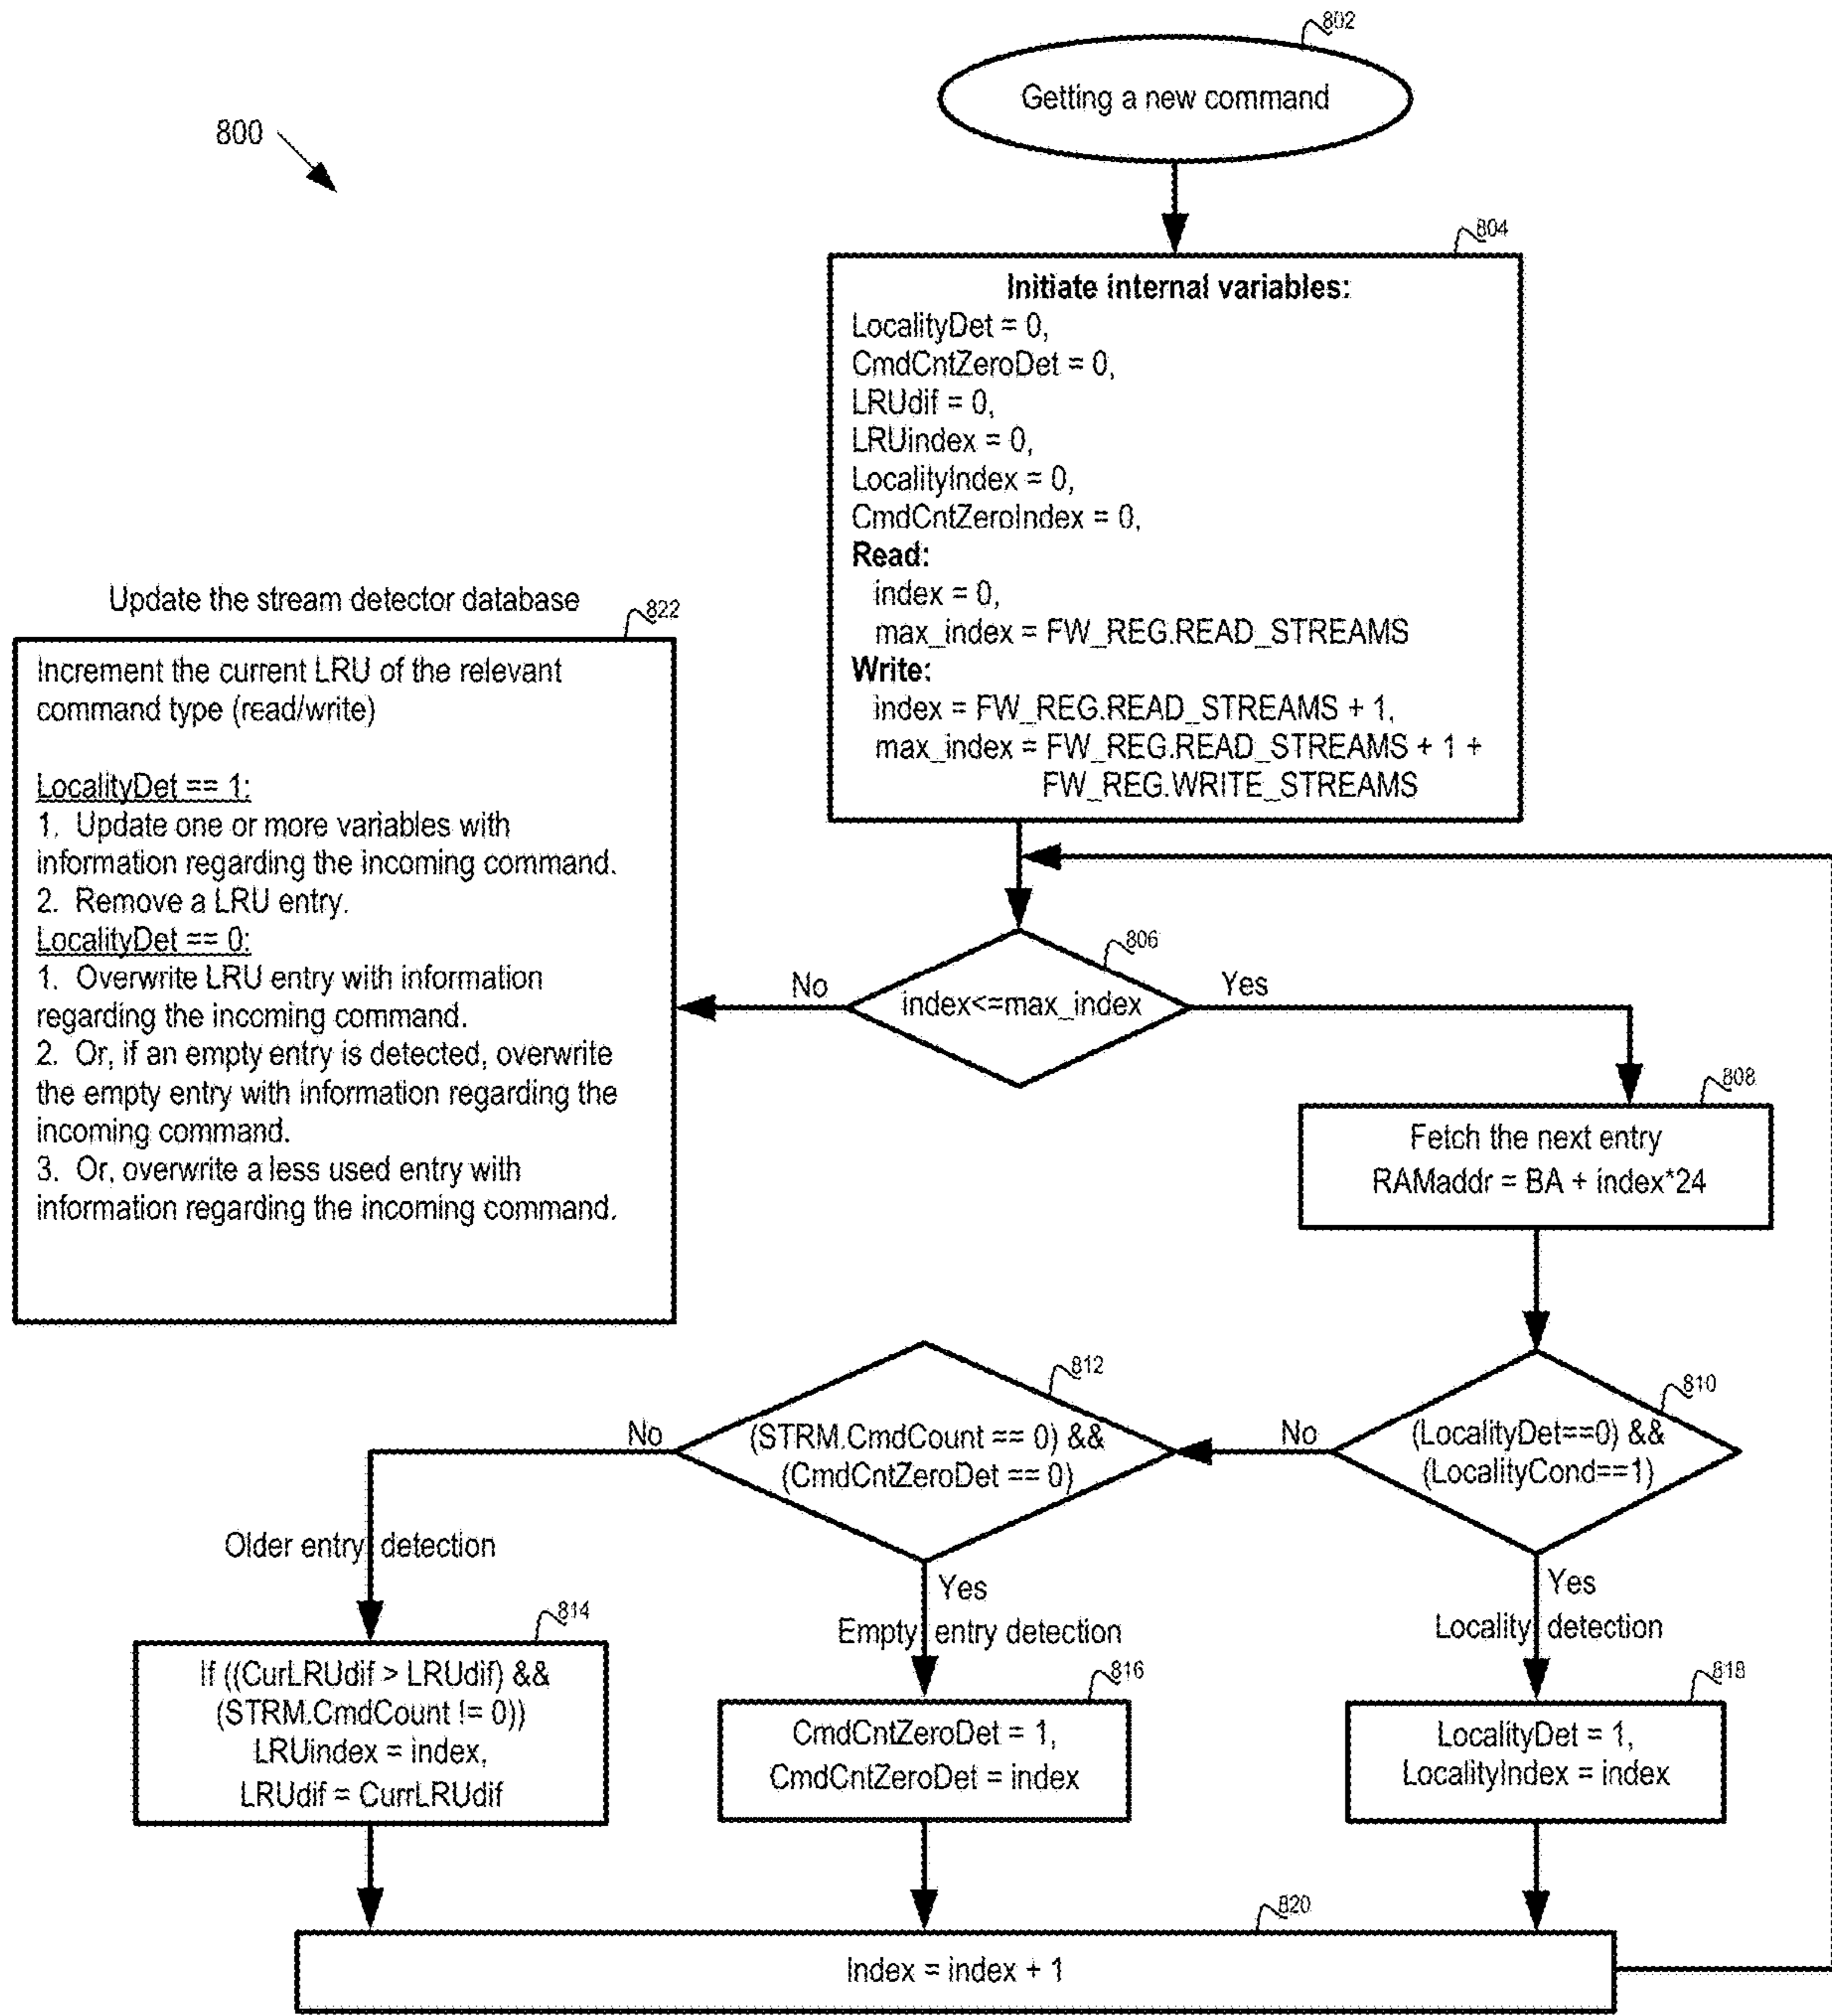 802
Getting a new command
800
804
Initiate internal variables:
LocalityDet = 0,
CmdCntZeroDet = 0,
LRUdif = 0,
LRUindex = 0,
LocalityIndex = 0,
CmdCntZeroIndex = 0,
Read:
index = 0,
max_index = FW_REG.READ_STREAMS
Write:
index = FW_REG.READ_STREAMS + 1,
max_index = FW_REG.READ_STREAMS + 1 +
FW_REG.WRITE_STREAMS
Update the stream detector database
822
Increment the current LRU of the relevant
command type (read/write)
LocalityDet == 1:
1. Update one or more variables with
information regarding the incoming command.
2. Remove a LRU entry.
LocalityDet == 0:
1. Overwrite LRU entry with information
regarding the incoming command.
2. Or, if an empty entry is detected, overwrite
the empty entry with information regarding the
incoming command.
3. Or, overwrite a less used entry with
information regarding the incoming command.
806
No
index<=max_index
Yes
808
Fetch the next entry
RAMaddr = BA + index*24
810
(LocalityDet==0) &&
(LocalityCond==1)
No
Yes
Locality detection
812
(STRM.CmdCount == 0) &&
(CmdCntZeroDet == 0)
No
Yes
Empty entry detection
Older entry detection
814
If ((CurLRUdif > LRUdif) &&
(STRM.CmdCount != 0))
LRUindex = index,
LRUdif = CurrLRUdif
816
CmdCntZeroDet = 1,
CmdCntZeroDet = index
818
LocalityDet = 1,
LocalityIndex = index
820
Index = index + 1